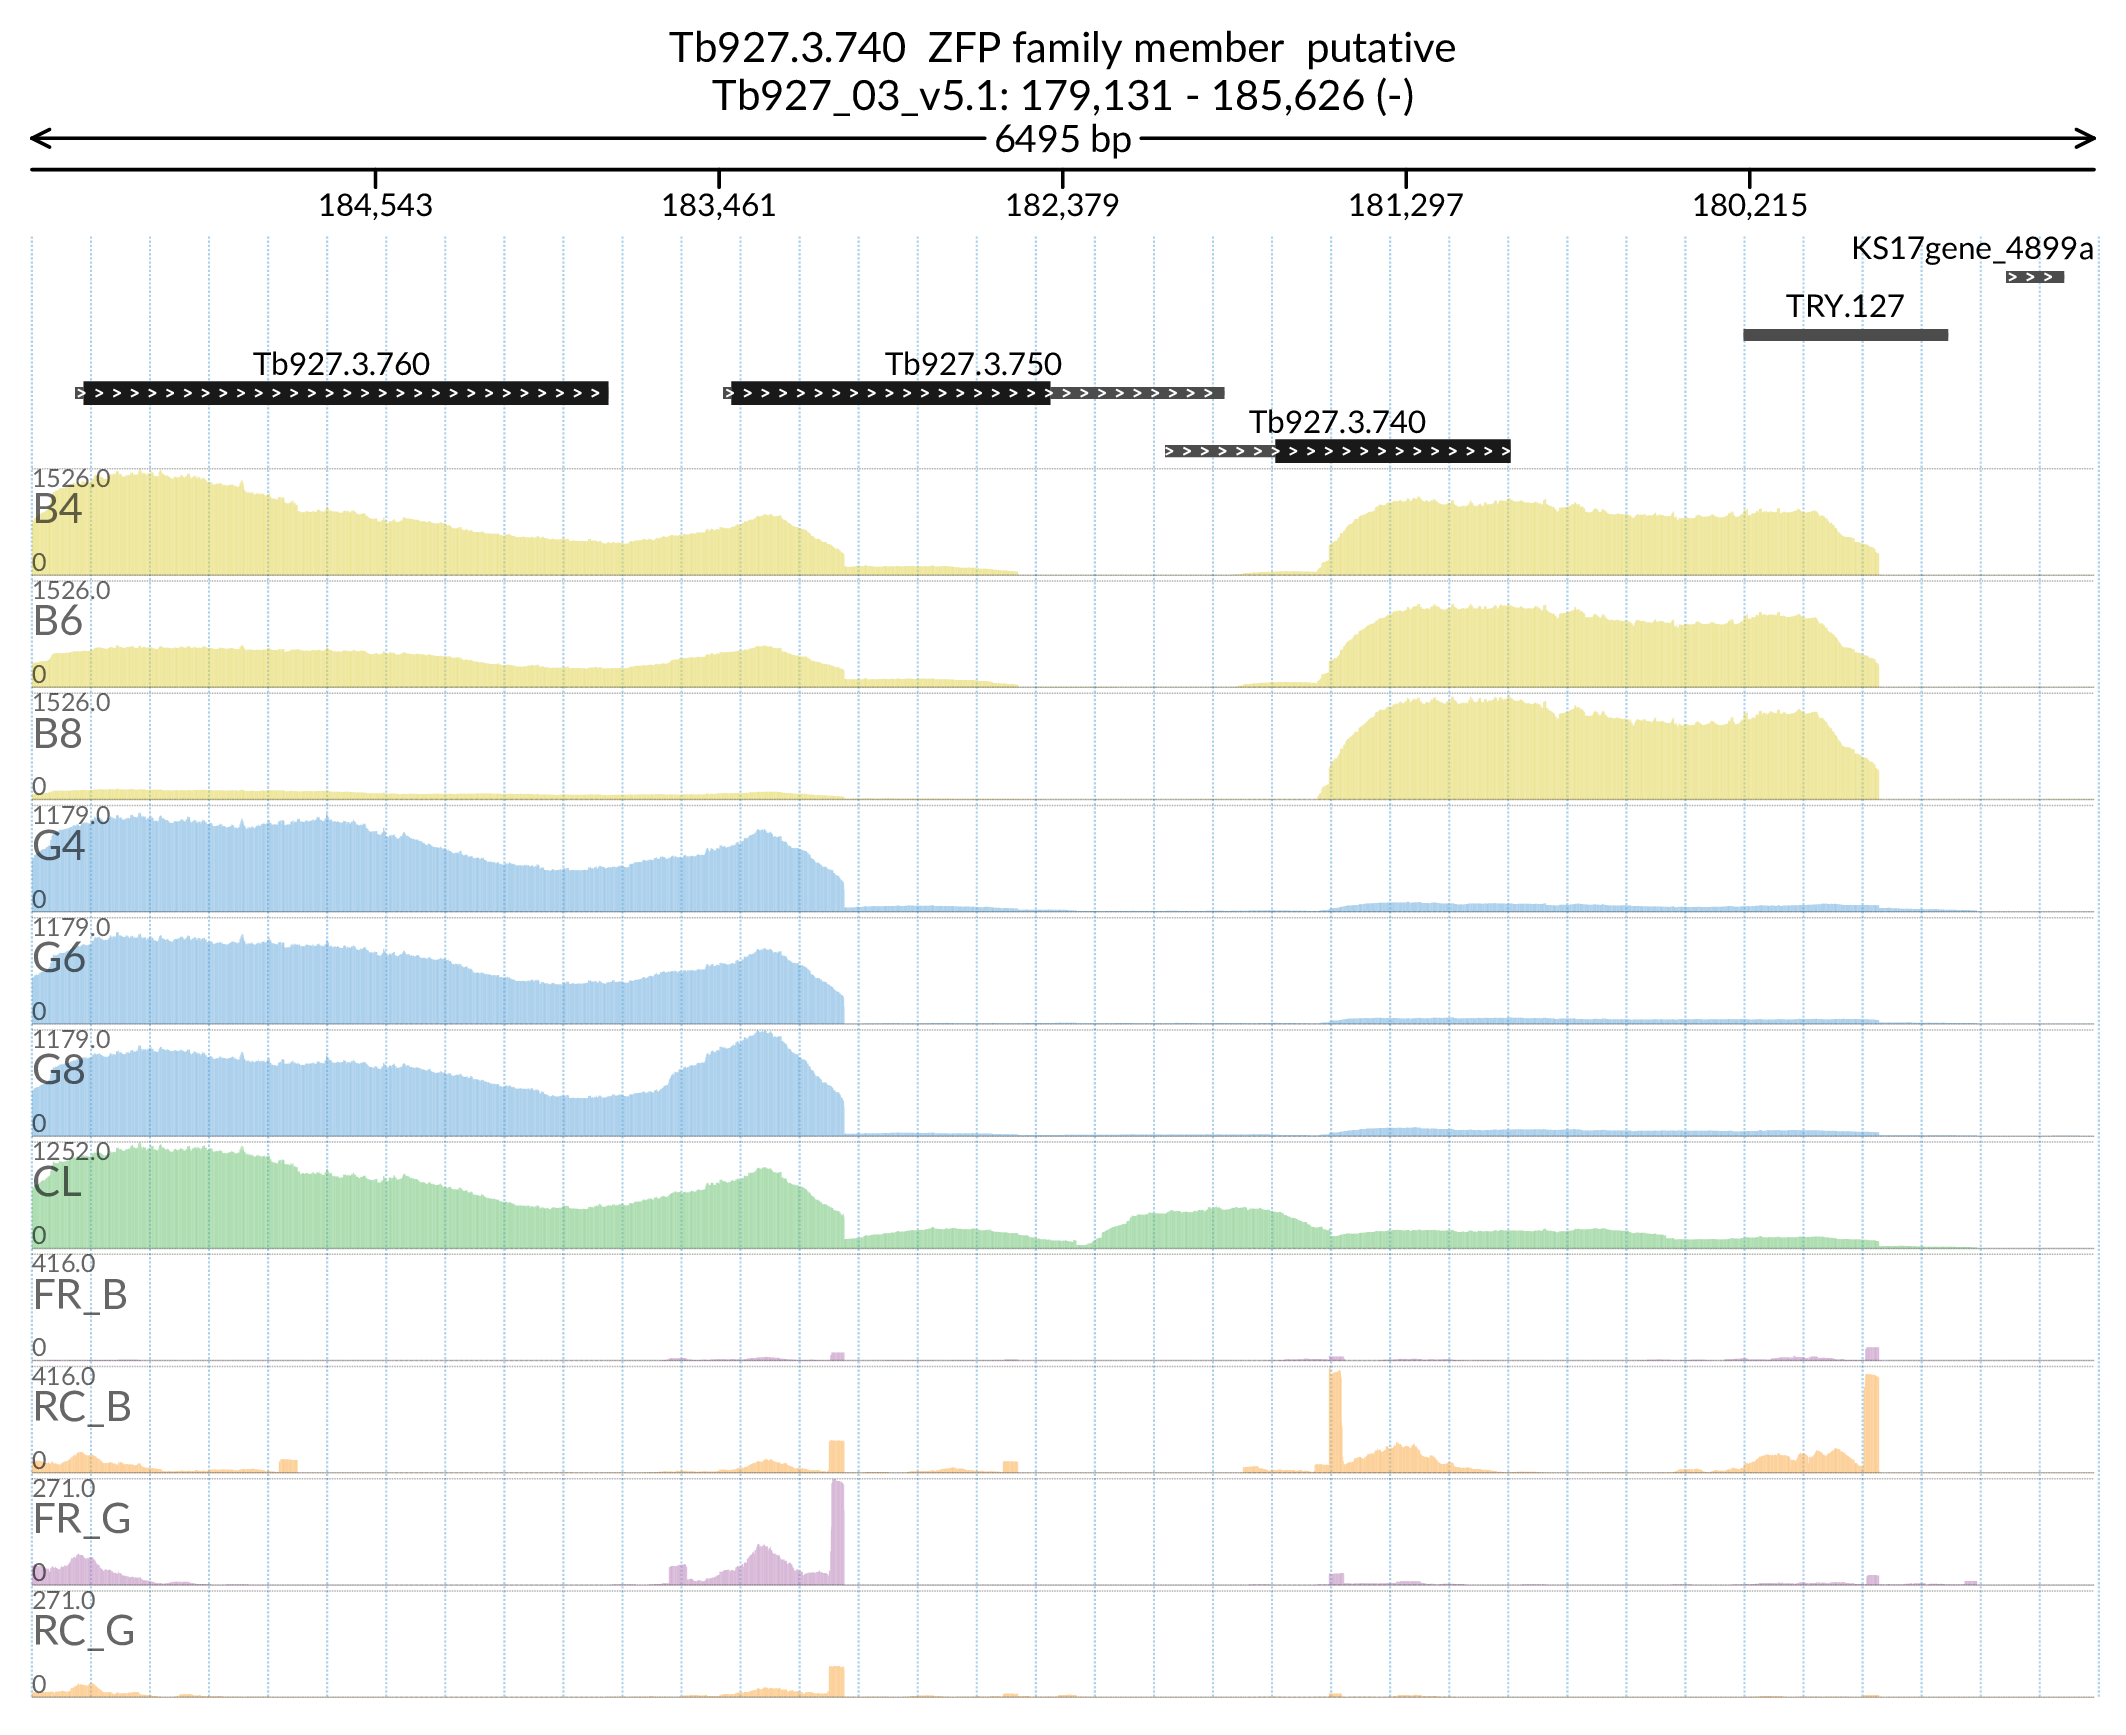 Tb927.3.740 ZFP family member putative
Tb927_03_v5.1: 179,131 - 185,626 (-)
6495 bp
184,543 183,461 182,379 181,297 180,215
KS17gene_4899a
TRY.127
Tb927.3.760 Tb927.3.750
Tb927.3.740
1526.0
B4
0
1526.0
B6
0
1526.0
B8
0
1179.0
G4
0
1179.0
G6
0
1179.0
G8
0
1252.0
CL
0
416.0
FR_B
0
416.0
RC_B
0
271.0
FR_G
0
271.0
RC_G
0